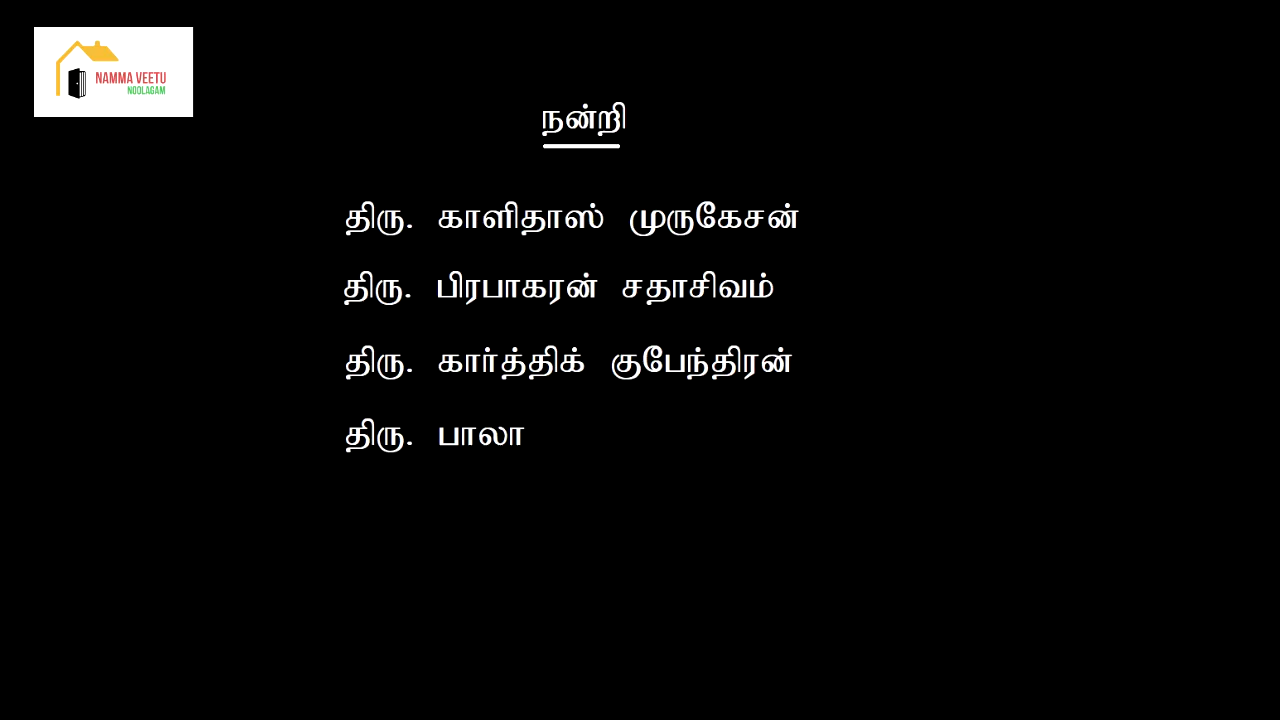 NAMMA VEETU
NOOLAGAM
நன்றி
திரு. காளிதாஸ் முருகேசன்
திரு. பிரபாகரன் சதாசிவம்
திரு. கார்த்திக் குபேந்திரன்
திரு. பாலா